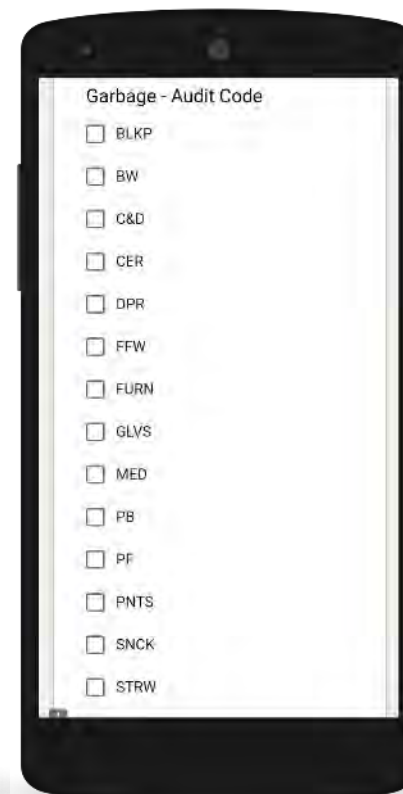 Garbage - Audit Code
BLKP
BW
C&D
CER
DPR
FFW
FURN
GLVS
MED
PB
PF
PNTS
SNCK
STRW